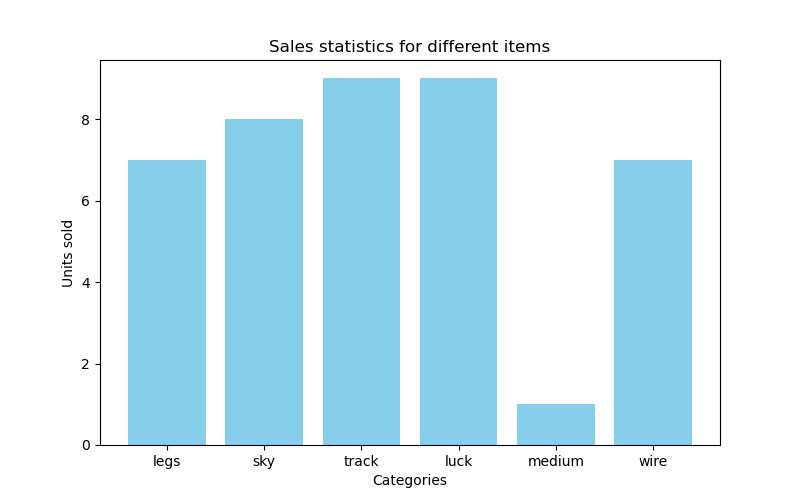 Sales statistics for different items
Units sold
8
6
4
2
0
legs sky track luck medium wire
Categories